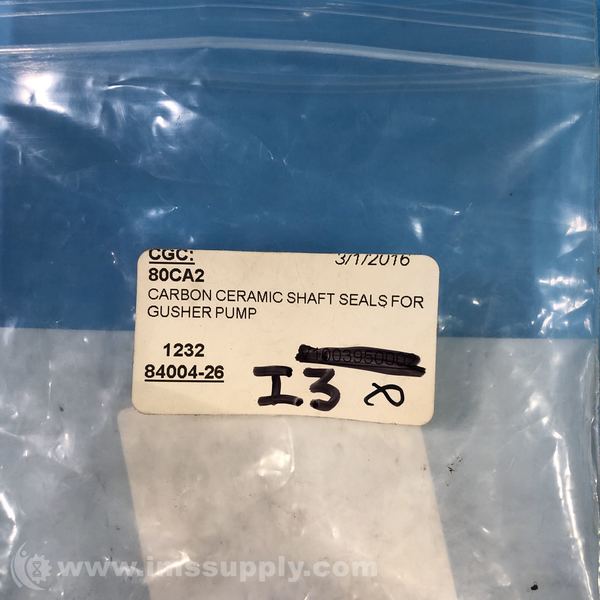 CGC: 3/1/2016
80CA2
CARBON CERAMIC SHAFT SEALS FOR
GUSHER PUMP
1232
84004-26
I3 8
www.imssupply.com